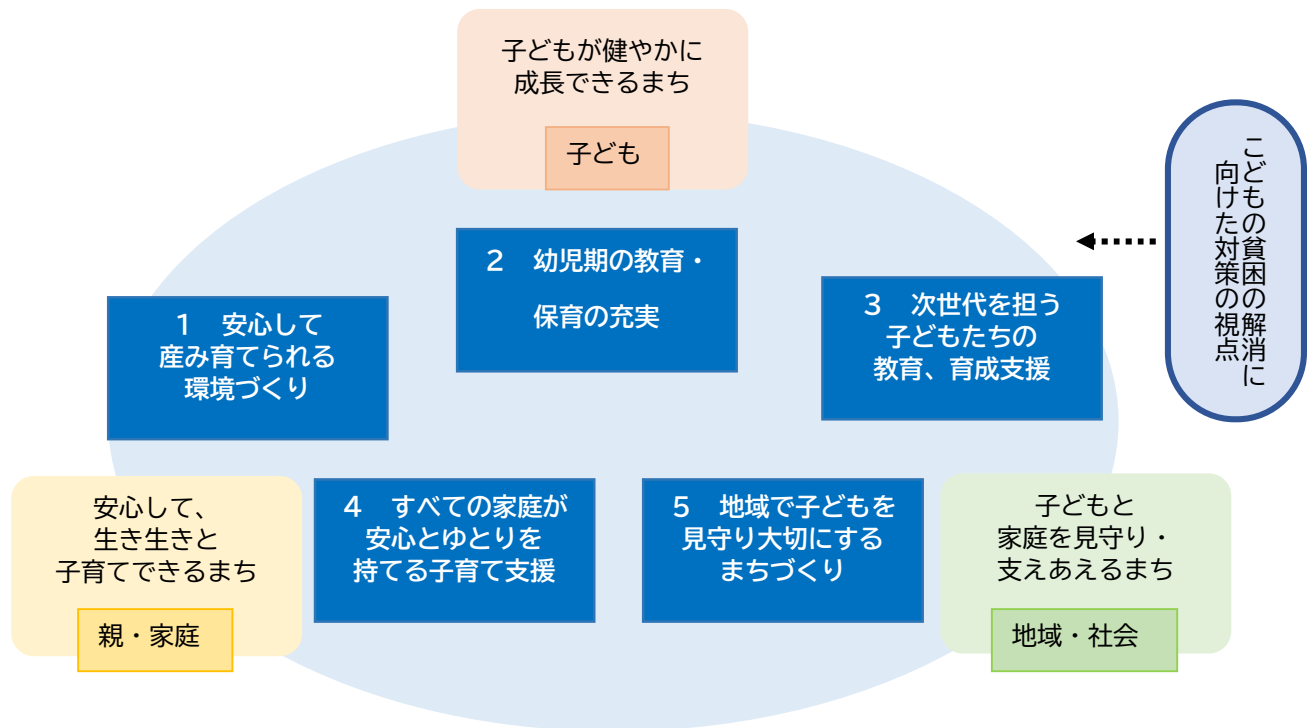 子どもが健やかに
成長できるまち
子ども
こどもの貧困の解消に
向けた対策の視点
2　幼児期の教育・
保育の充実
1　安心して
産み育てられる
環境づくり
3　次世代を担う
子どもたちの
教育、育成支援
安心して、
生き生きと
子育てできるまち
親・家庭
4　すべての家庭が
安心とゆとりを
持てる子育て支援
5　地域で子どもを
見守り大切にする
まちづくり
子どもと
家庭を見守り・
支えあえるまち
地域・社会